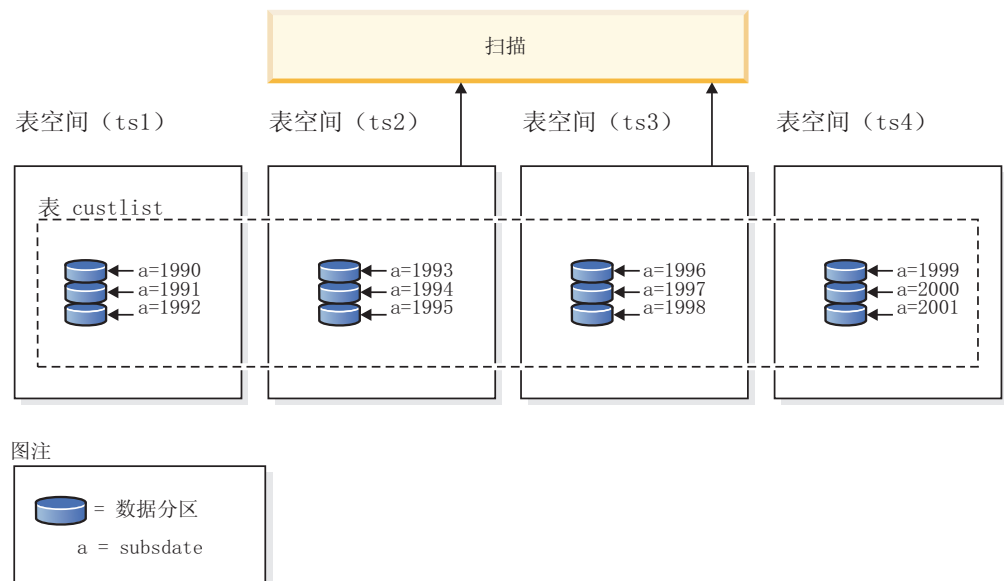 扫描
表空间（ts1）
表空间（ts2）
表空间（ts3）
表空间（ts4）
表 custlist
a=1990
a=1991
a=1992
a=1993
a=1994
a=1995
a=1996
a=1997
a=1998
a=1999
a=2000
a=2001
图注
= 数据分区
a = subsdate